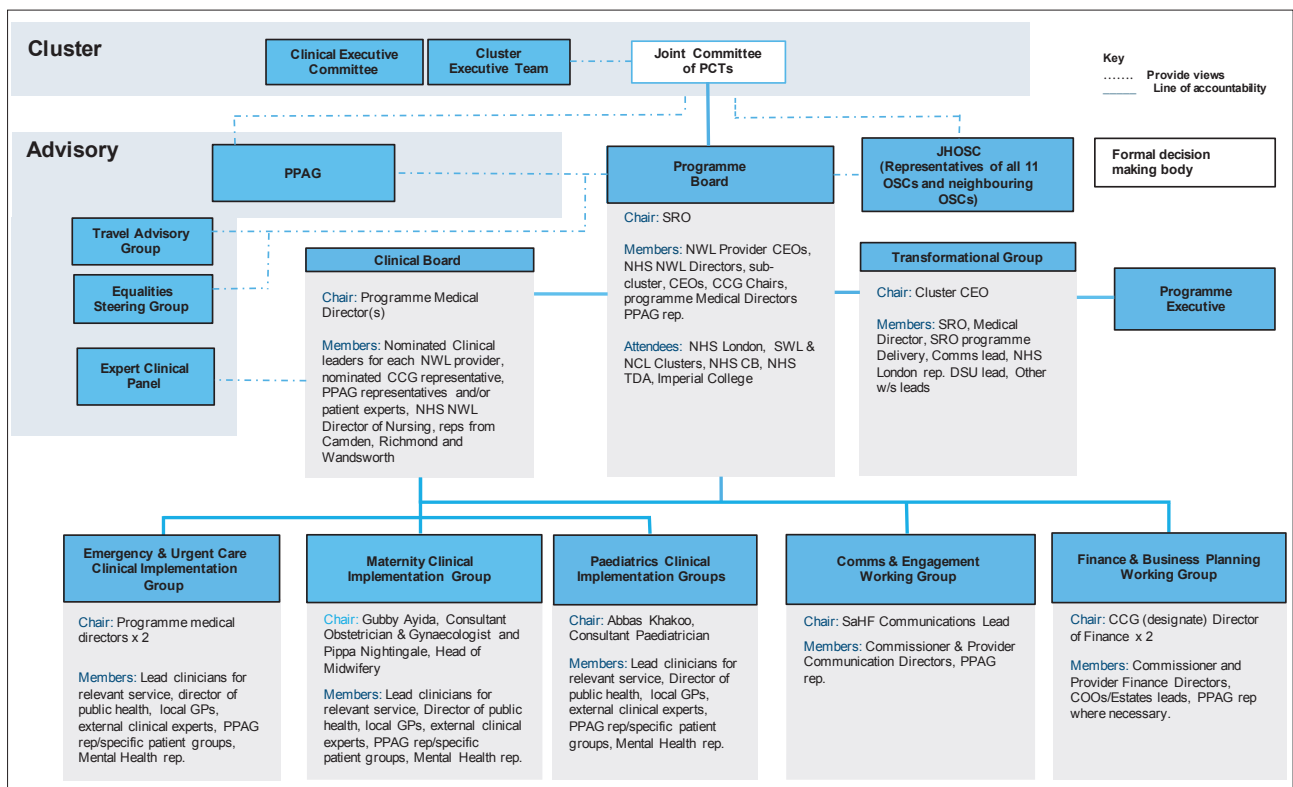 Cluster
Clinical Executive
Committee
Cluster
Executive Team
Joint Committee
of PCTs
Key
....... Provide views
Line of accountability
Formal decision
making body
Advisory
PPAG
Travel Advisory
Group
Equalities
Steering Group
Expert Clinical
Panel
Programme
Board
Chair: SRO
Members: NWL Provider CEOs,
NHS NWL Directors, sub-
cluster, CEOs, CCG Chairs,
programme Medical Directors
PPAG rep.
Attendees: NHS London, SWL &
NCL Clusters, NHS CB, NHS
TDA, Imperial College
JHOSC
(Representatives of all 11
OSCs and neighbouring
OSCs)
Clinical Board
Chair: Programme Medical
Director(s)
Members: Nominated Clinical
leaders for each NWL provider,
nominated CCG representative,
PPAG representatives and/or
patient experts, NHS NWL
Director of Nursing, reps from
Camden, Richmond and
Wandsworth
Transformational Group
Chair: Cluster CEO
Members: SRO, Medical
Director, SRO programme
Delivery, Comms lead, NHS
London rep. DSU lead, Other
w/s leads
Programme
Executive
Emergency & Urgent Care
Clinical Implementation
Group
Chair: Programme medical
directors x 2
Members: Lead clinicians for
relevant service, director of
public health, local GPs,
external clinical experts, PPAG
rep/specific patient groups,
Mental Health rep.
Maternity Clinical
Implementation Group
Chair: Gubby Ayida, Consultant
Obstetrician & Gynaecologist and
Pippa Nightingale, Head of
Midwifery
Members: Lead clinicians for
relevant service, Director of
public health, local GPs, external clinical
experts, PPAG rep/specific
patient groups, Mental Health rep.
Paediatrics Clinical
Implementation Groups
Chair: Abbas Khakoo,
Consultant Paediatrician
Members: Lead clinicians for
relevant service, Director of
public health, local GPs,
external clinical experts,
PPAG rep/specific patient
groups, Mental Health rep.
Comms & Engagement
Working Group
Chair: SaHF Communications Lead
Members: Commissioner & Provider
Communication Directors, PPAG
rep.
Finance & Business Planning
Working Group
Chair: CCG (designate) Director
of Finance x 2
Members: Commissioner and
Provider Finance Directors,
COOs/Estates leads, PPAG rep
where necessary.